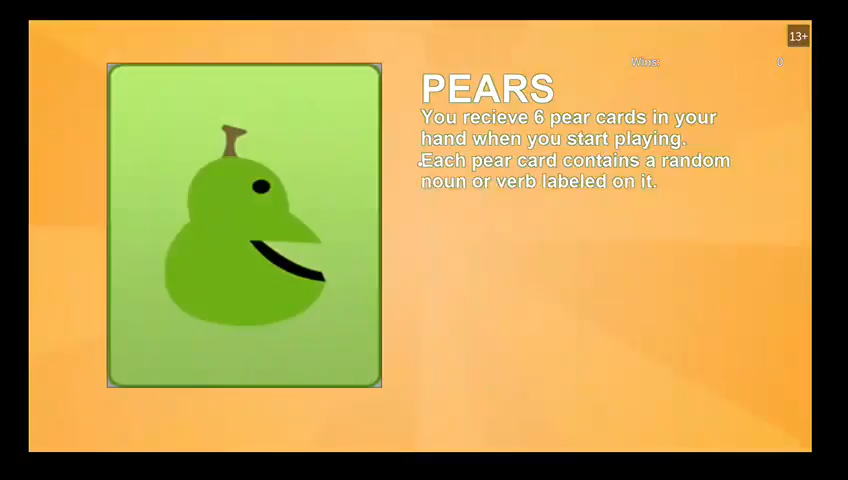 13+
Wins: 0
PEARS
You recieve 6 pear cards in your
hand when you start playing.
Each pear card contains a random
noun or verb labeled on it.